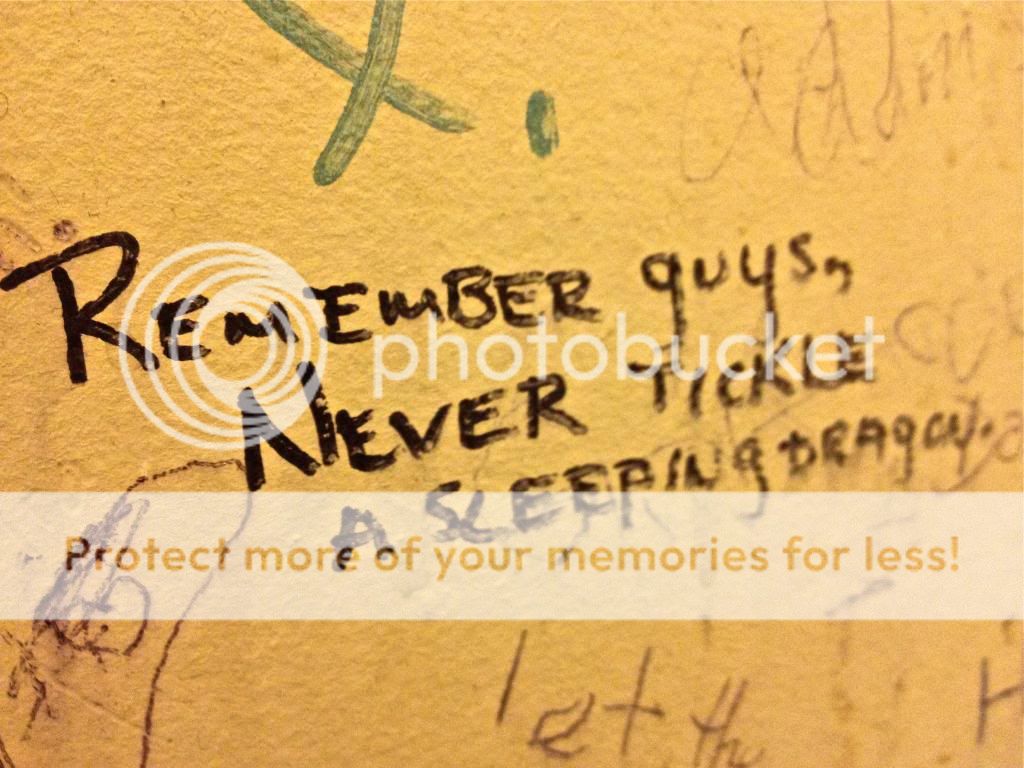 REMEMBER guys,
NEVER TICKLE
A SLEEPING DRAGON.
photobucket
Protect more of your memories for less!
let the
H